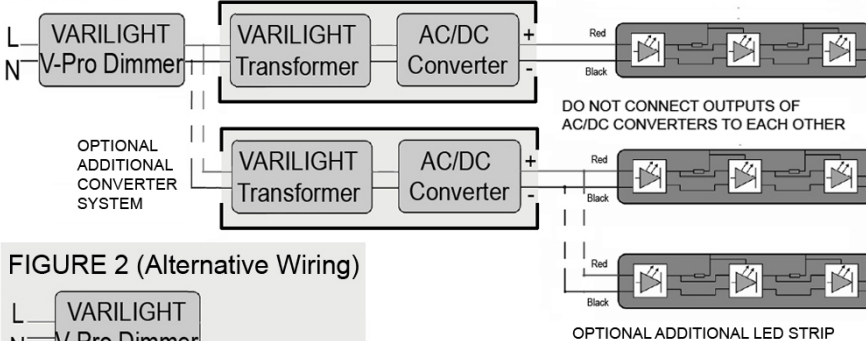 L
N
VARILIGHT
V-Pro Dimmer
VARILIGHT
Transformer
AC/DC
Converter
+
-
Red
Black
DO NOT CONNECT OUTPUTS OF
AC/DC CONVERTERS TO EACH OTHER
OPTIONAL
ADDITIONAL
CONVERTER
SYSTEM
VARILIGHT
Transformer
AC/DC
Converter
+
-
Red
Black
Red
Black
OPTIONAL ADDITIONAL LED STRIP
FIGURE 2 (Alternative Wiring)
L
N
VARILIGHT
V-Pro Dimmer